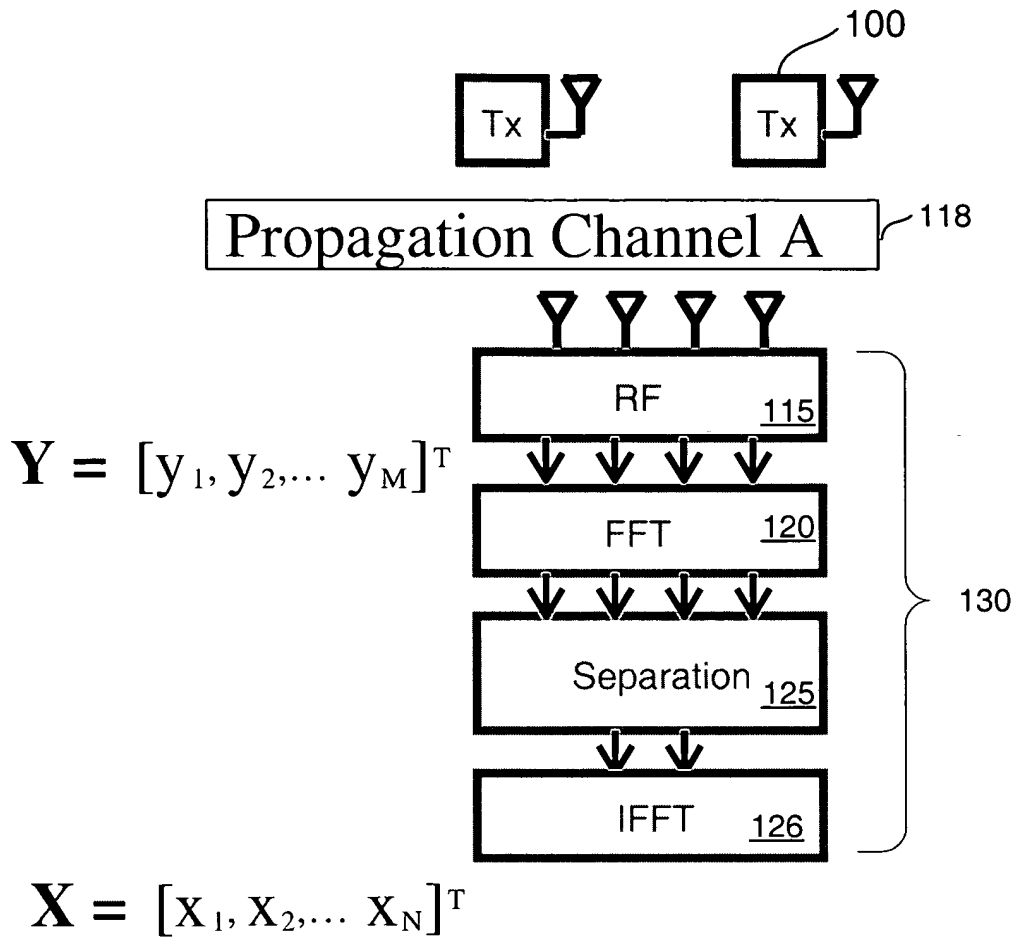 100
Tx Tx
Propagation Channel A 118
RF 115
Y = [y1, y2,... yM]T
FFT 120
130
Separation 125
IFFT 126
X = [x1, x2,... xN]T